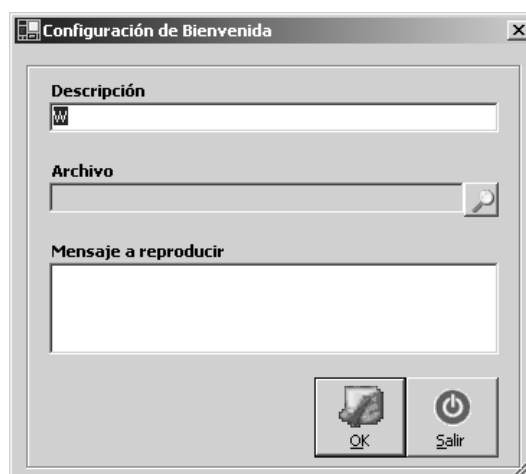 Configuración de Bienvenida
Descripción
W
Archivo
Mensaje a reproducir
OK
Salir